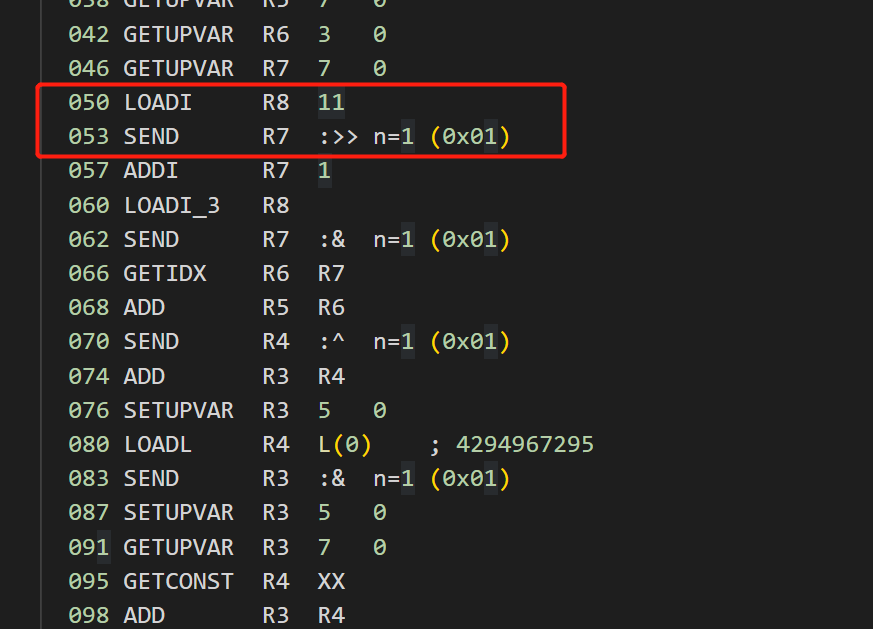 038 GETUPVAR R5 7 0
042 GETUPVAR R6 3 0
046 GETUPVAR R7 7 0
050 LOADI R8 11
053 SEND R7 :>> n=1 (0x01)
057 ADDI R7 1
060 LOADI_3 R8
062 SEND R7 :& n=1 (0x01)
066 GETIDX R6 R7
068 ADD R5 R6
070 SEND R4 :^ n=1 (0x01)
074 ADD R3 R4
076 SETUPVAR R3 5 0
080 LOADL R4 L(0) ; 4294967295
083 SEND R3 :& n=1 (0x01)
087 SETUPVAR R3 5 0
091 GETUPVAR R3 7 0
095 GETCONST R4 XX
098 ADD R3 R4